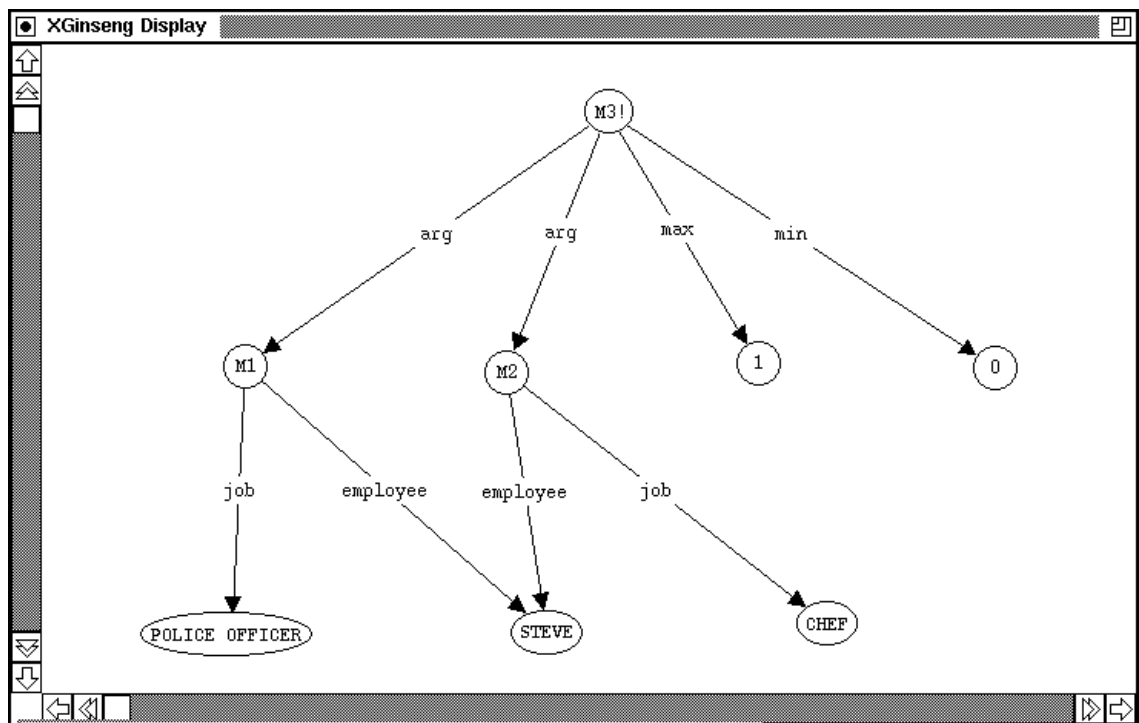 XGinseng Display
M3!
arg arg max min
M1 M2 1 0
job employee employee job
POLICE OFFICER STEVE CHEF